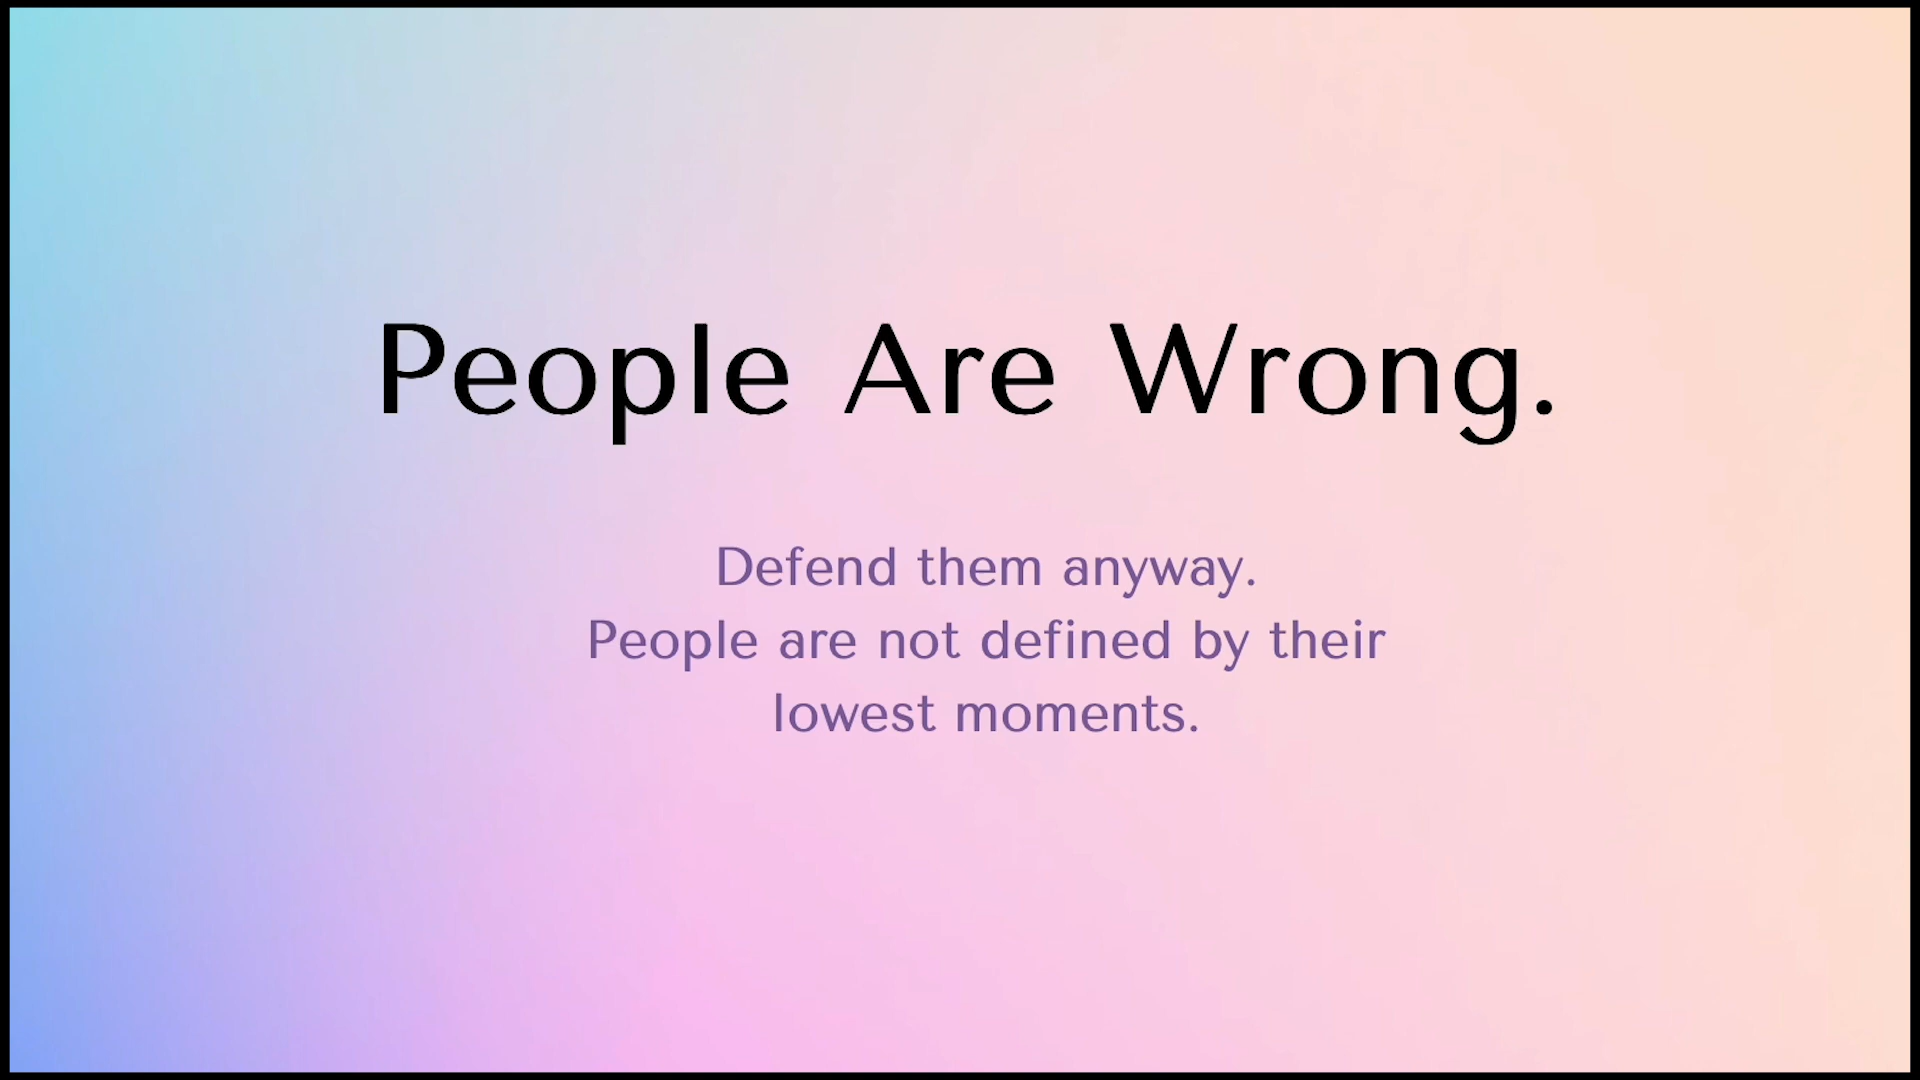 People Are Wrong.
Defend them anyway.
People are not defined by their
lowest moments.